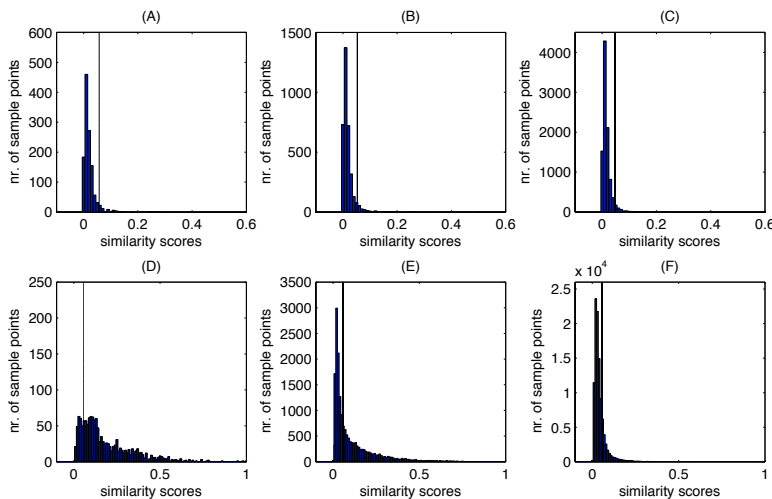 (A)
600
500
400
300
200
100
0
0 0.2 0.4 0.6
similarity scores
nr. of sample points
(B)
1500
1000
500
0
0 0.2 0.4 0.6
similarity scores
nr. of sample points
(C)
4000
3000
2000
1000
0
0 0.2 0.4 0.6
similarity scores
nr. of sample points
(D)
250
200
150
100
50
0
0 0.5 1
similarity scores
nr. of sample points
(E)
3500
3000
2500
2000
1500
1000
500
0
0 0.5 1
similarity scores
nr. of sample points
(F)
x 10^4
2.5
2
1.5
1
0.5
0
0 0.5 1
similarity scores
nr. of sample points